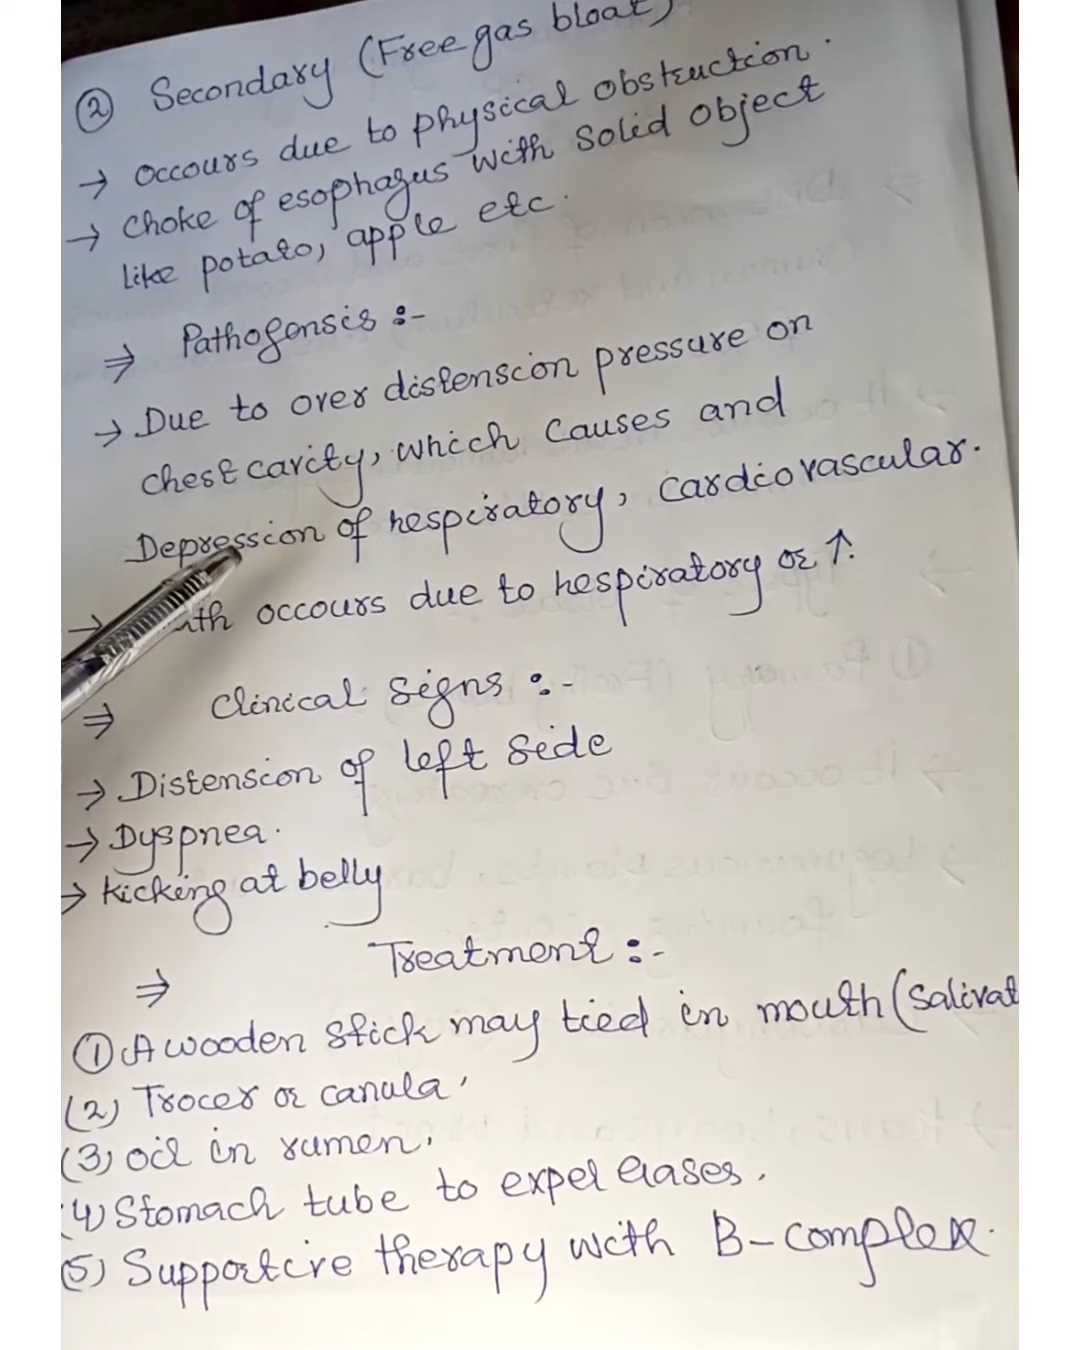 ② Secondary (Free gas bloat)
→ Occours due to physical obstruction.
→ Choke of esophagus with Solid object
like potato, apple etc.
⇒ Pathogensis :-
→ Due to over distension pressure on
chest cavity, which causes and
Depression of respiratory, cardiovascular.
→ occours due to respiratory or ↑.
⇒ Clinical signs :-
→ Distension of left side
→ Dyspnea.
→ kicking at belly
⇒ Treatment :-
① A wooden stick may tied in mouth (Salivat
(2) Trocer or canula,
(3) oil in rumen,
(4) Stomach tube to expel Gases.
(5) Supportive therapy with B-complex.